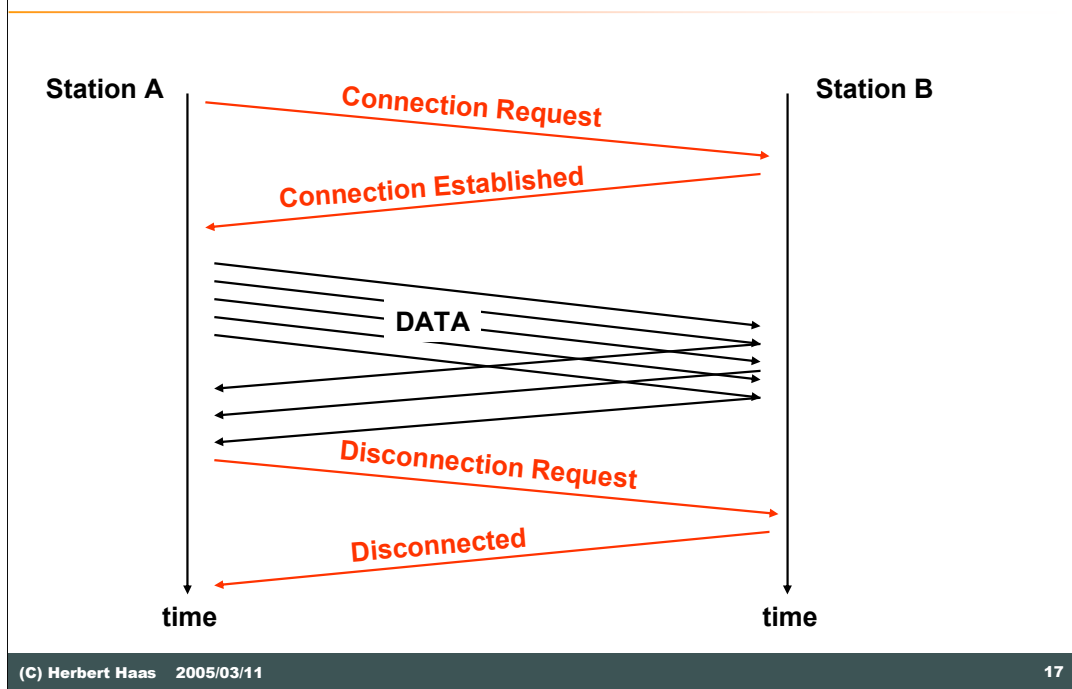 Station A
Station B
Connection Request
Connection Established
DATA
Disconnection Request
Disconnected
time
time
(C) Herbert Haas 2005/03/11
17